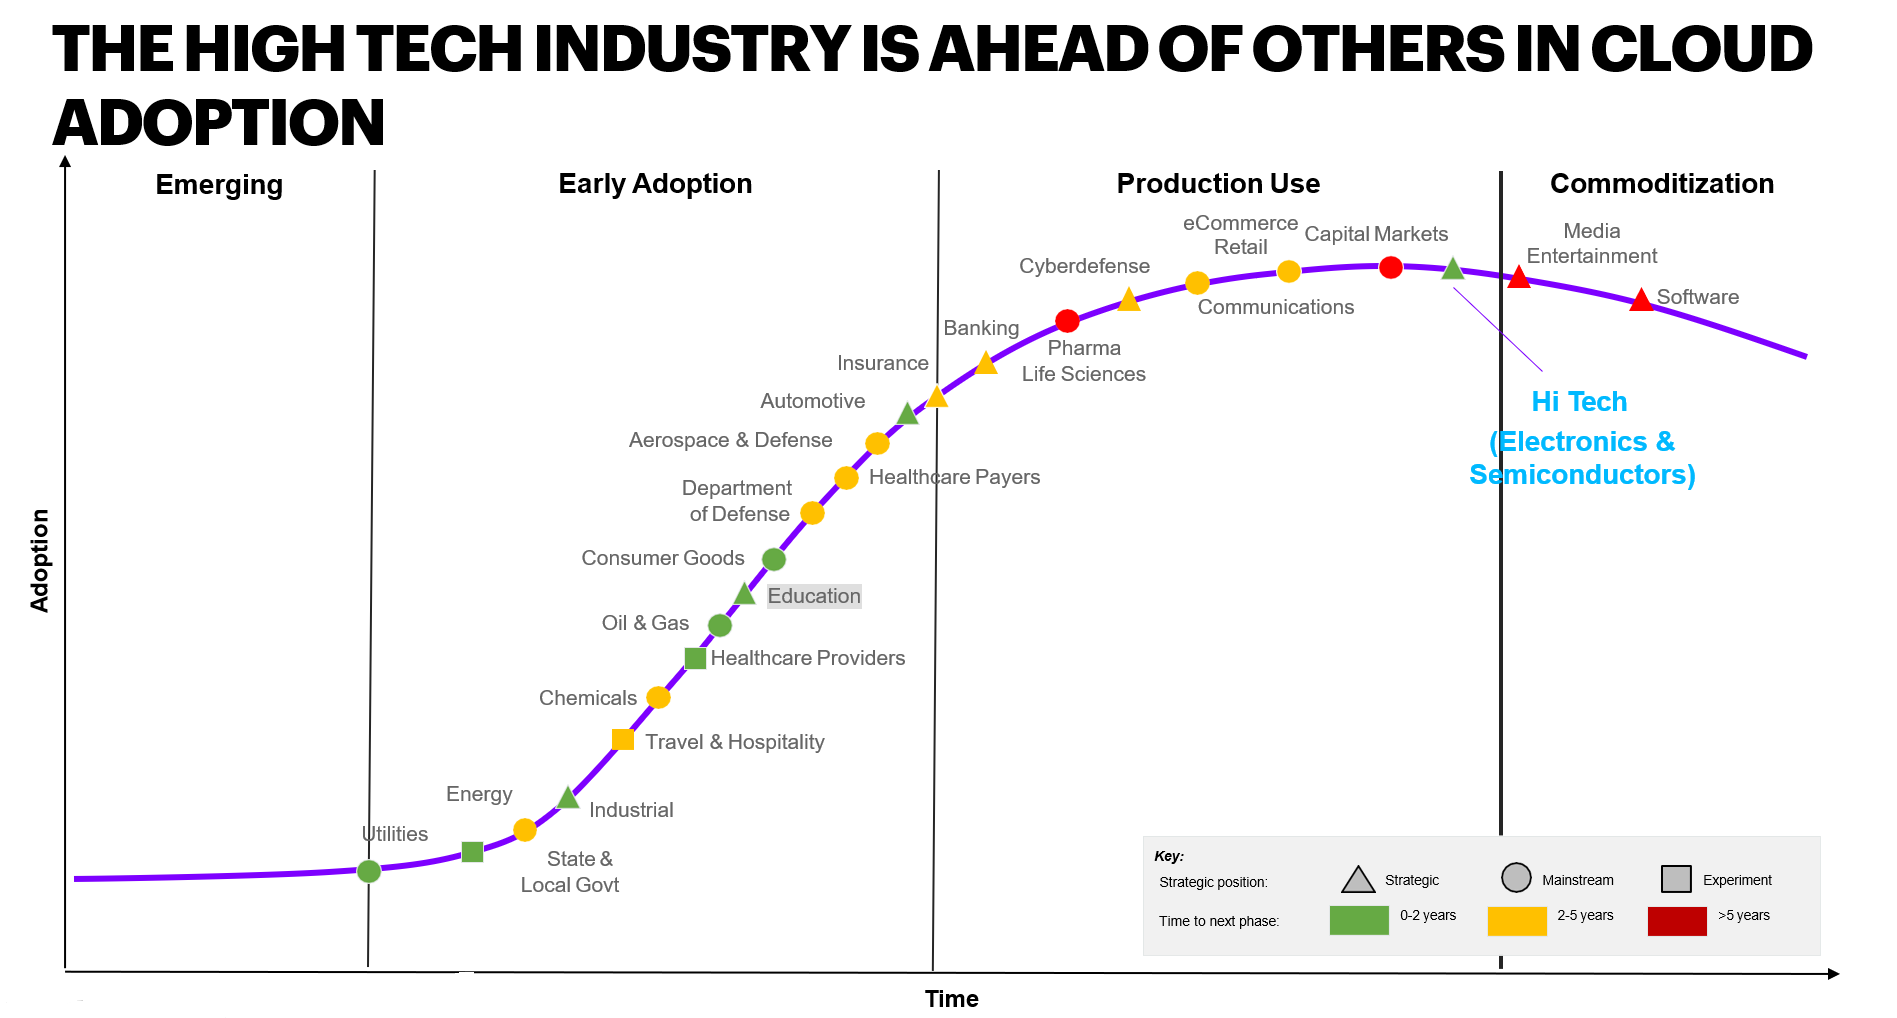 THE HIGH TECH INDUSTRY IS AHEAD OF OTHERS IN CLOUD
ADOPTION
Emerging
Early Adoption
Production Use
Commoditization
eCommerce
Retail
Capital Markets
Media
Entertainment
Cyberdefense
Software
Communications
Banking
Pharma
Life Sciences
Insurance
Hi Tech
(Electronics &
Semiconductors)
Automotive
Aerospace & Defense
Healthcare Payers
Department
of Defense
Consumer Goods
Education
Oil & Gas
Healthcare Providers
Chemicals
Travel & Hospitality
Energy
Industrial
Utilities
State &
Local Govt
Adoption
Time
Key:
Strategic position:
Strategic
Mainstream
Experiment
Time to next phase:
0-2 years
2-5 years
>5 years